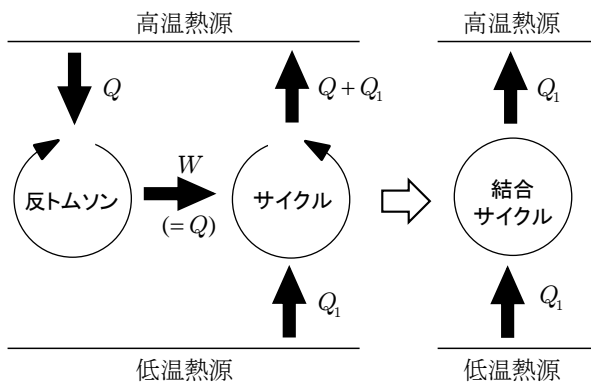 高温熱源
高温熱源
Q
Q + Q₁
Q₁
W
反トムソン
サイクル
結合
サイクル
(= Q)
Q₁
Q₁
低温熱源
低温熱源